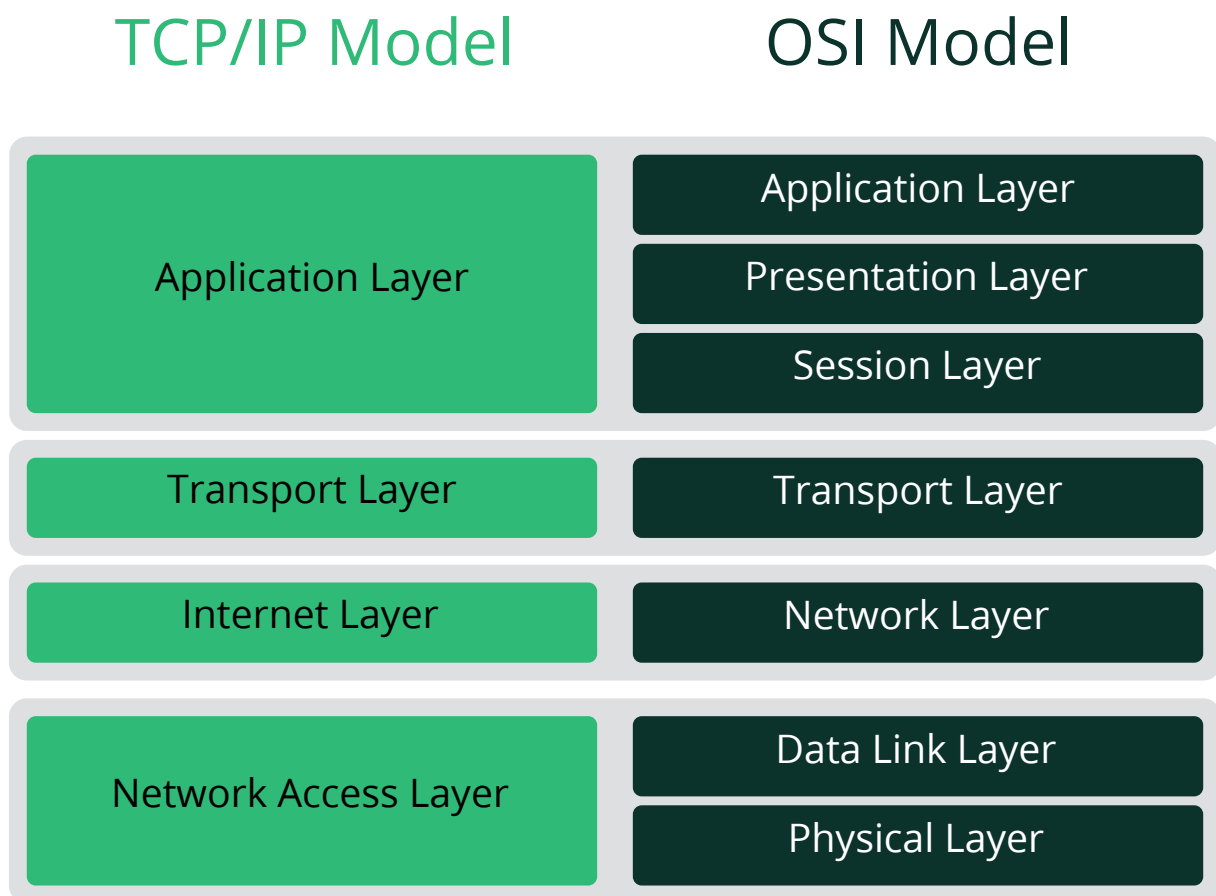 TCP/IP Model
OSI Model
Application Layer
Application Layer
Presentation Layer
Session Layer
Transport Layer
Transport Layer
Internet Layer
Network Layer
Network Access Layer
Data Link Layer
Physical Layer